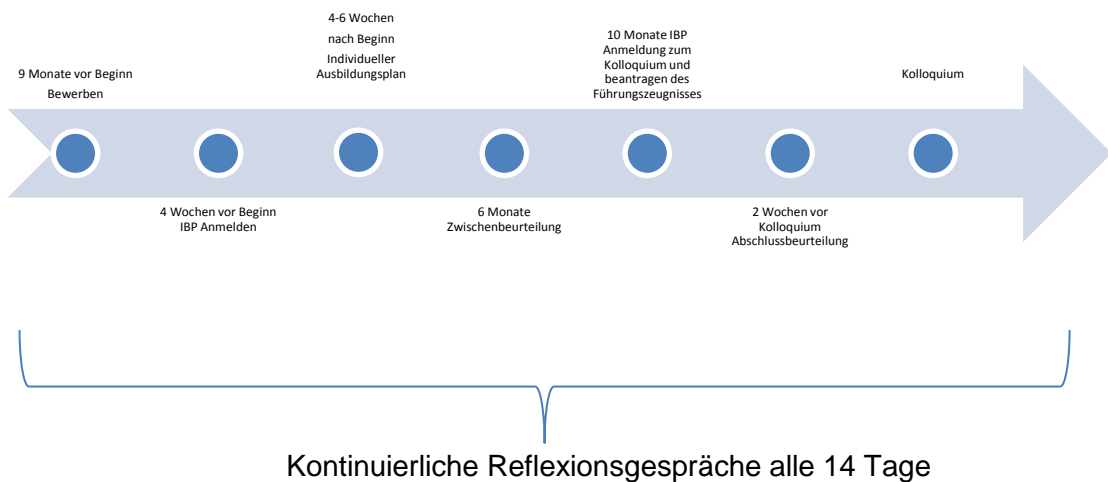 9 Monate vor Beginn
Bewerben
4 Wochen vor Beginn
IBP Anmelden
4-6 Wochen
nach Beginn
Individueller
Ausbildungsplan
6 Monate
Zwischenbeurteilung
10 Monate IBP
Anmeldung zum
Kolloquium und
beantragen des
Führungszeugnisses
2 Wochen vor
Kolloquium
Abschlussbeurteilung
Kolloquium
Kontinuierliche Reflexionsgespräche alle 14 Tage